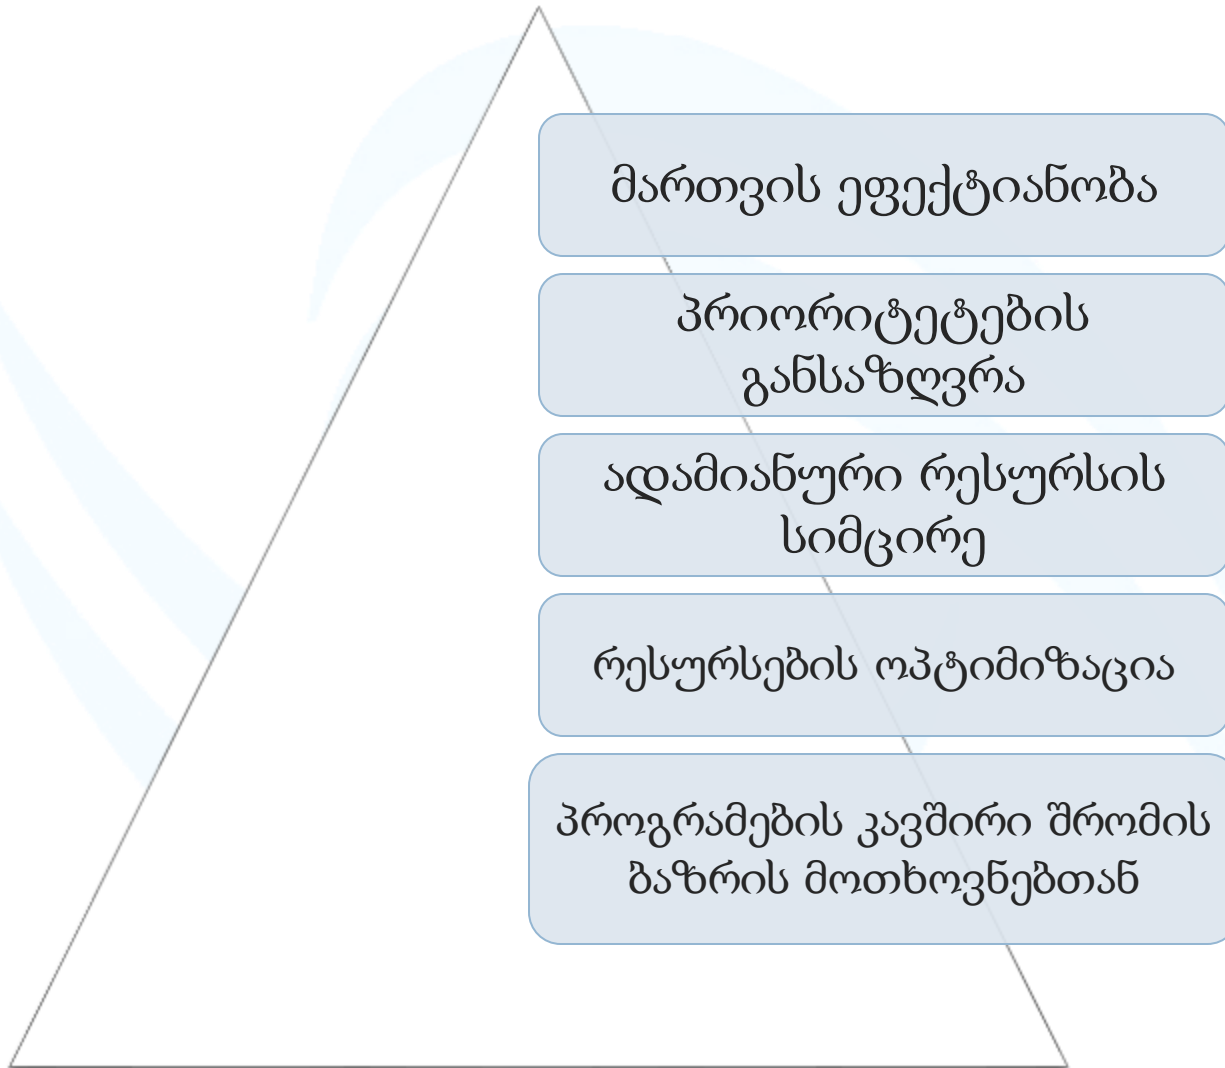 მართვის ეფექტიანობა
პრიორიტეტების
განსაზღვრა
ადამიანური რესურსის
სიმცირე
რესურსების ოპტიმიზაცია
პროგრამების კავშირი შრომის
ბაზრის მოთხოვნებთან